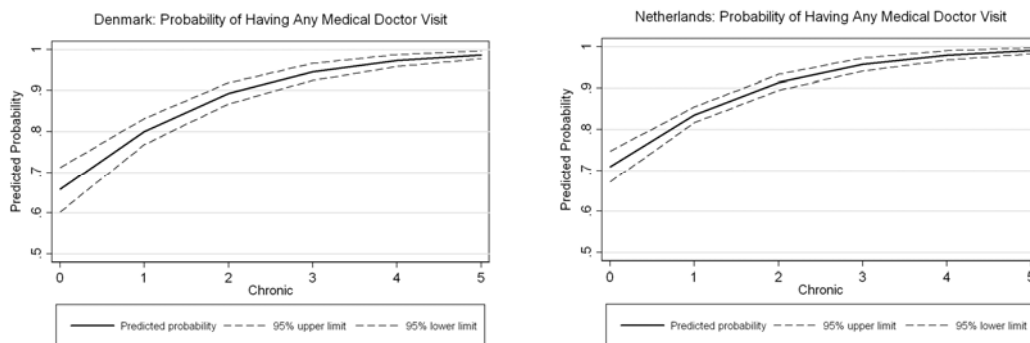 Denmark: Probability of Having Any Medical Doctor Visit
Predicted Probability
1
.9
.8
.7
.6
.5
0 1 2 3 4 5
Chronic
Predicted probability 95% upper limit 95% lower limit
Netherlands: Probability of Having Any Medical Doctor Visit
Predicted Probability
1
.9
.8
.7
.6
.5
0 1 2 3 4 5
Chronic
Predicted probability 95% upper limit 95% lower limit